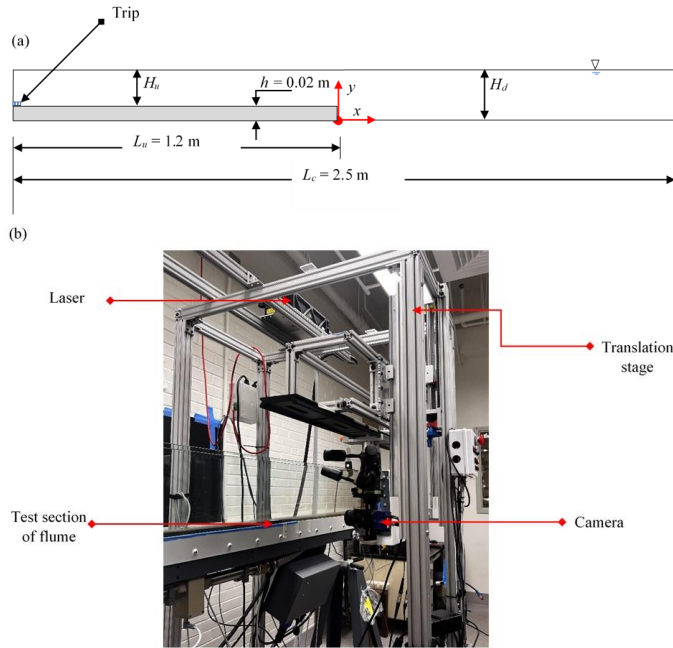 Trip
(a)
H_u
h = 0.02 m
y
H_d
x
L_u = 1.2 m
L_c = 2.5 m
(b)
Laser
Translation
stage
Test section
of flume
Camera